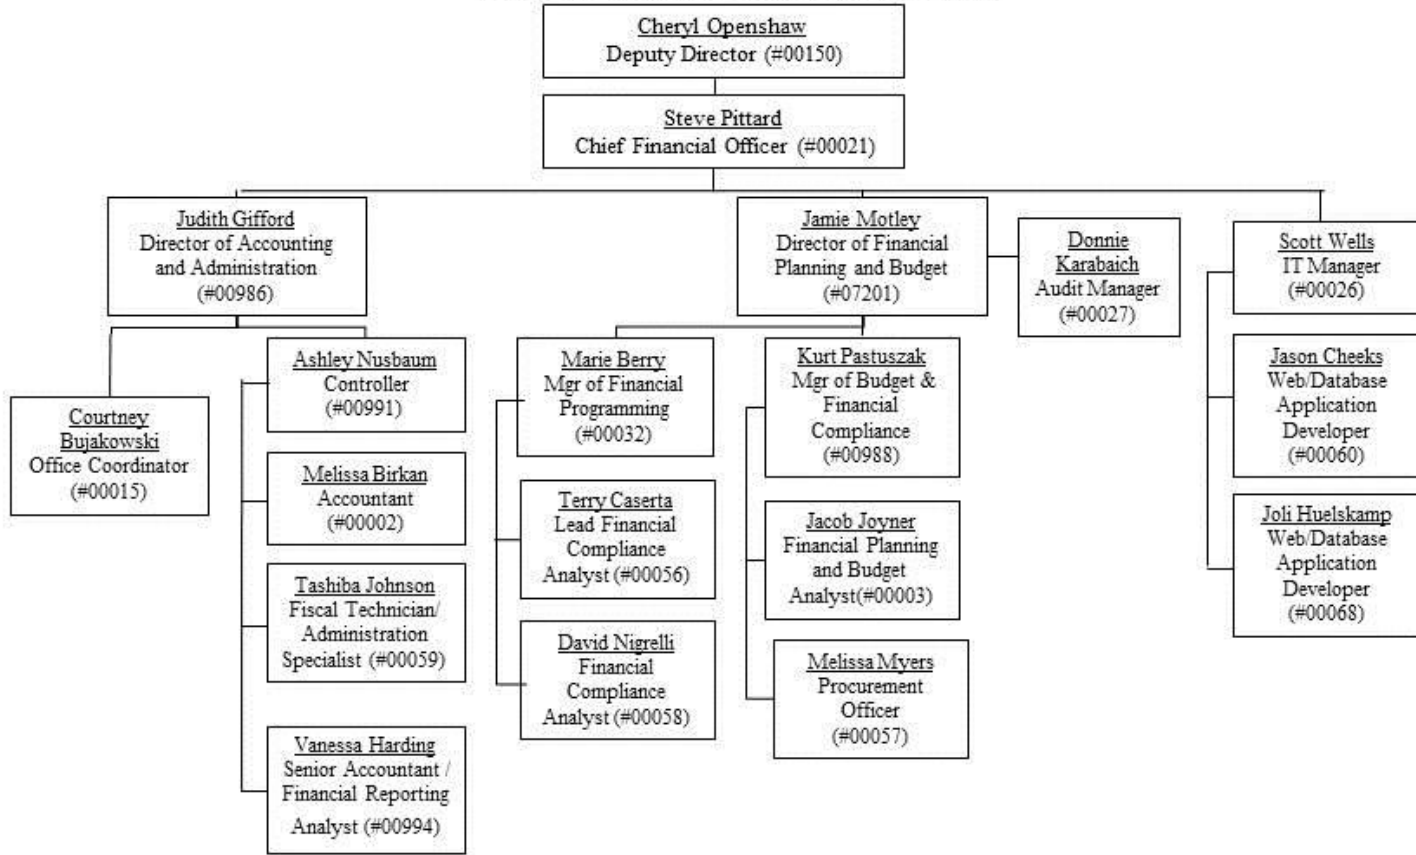 Cheryl Openshaw
Deputy Director (#00150)
Steve Pittard
Chief Financial Officer (#00021)
Judith Gifford
Director of Accounting
and Administration
(#00986)
Jamie Motley
Director of Financial
Planning and Budget
(#07201)
Donnie
Karabaich
Audit Manager
(#00027)
Scott Wells
IT Manager
(#00026)
Courtney
Bujakowski
Office Coordinator
(#00015)
Ashley Nusbaum
Controller
(#00991)
Melissa Birkan
Accountant
(#00002)
Tashiba Johnson
Fiscal Technician/
Administration
Specialist (#00059)
Vanessa Harding
Senior Accountant /
Financial Reporting
Analyst (#00994)
Marie Berry
Mgr of Financial
Programming
(#00032)
Terry Caserta
Lead Financial
Compliance
Analyst (#00056)
David Nigrelli
Financial
Compliance
Analyst (#00058)
Kurt Pastuszak
Mgr of Budget &
Financial
Compliance
(#00988)
Jacob Joyner
Financial Planning
and Budget
Analyst(#00003)
Melissa Myers
Procurement
Officer
(#00057)
Jason Cheeks
Web/Database
Application
Developer
(#00060)
Joli Huelskamp
Web/Database
Application
Developer
(#00068)